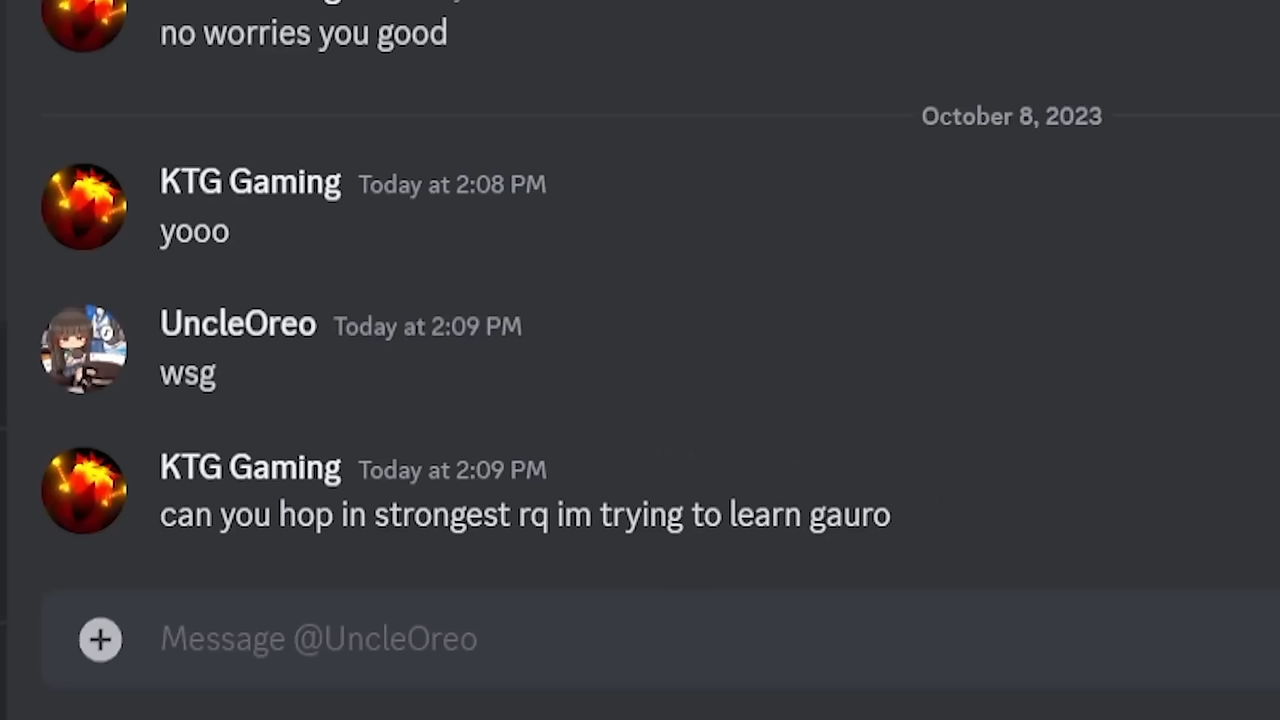 no worries you good
October 8, 2023
KTG Gaming Today at 2:08 PM
yooo
UncleOreo Today at 2:09 PM
wsg
KTG Gaming Today at 2:09 PM
can you hop in strongest rq im trying to learn gauro
Message @UncleOreo